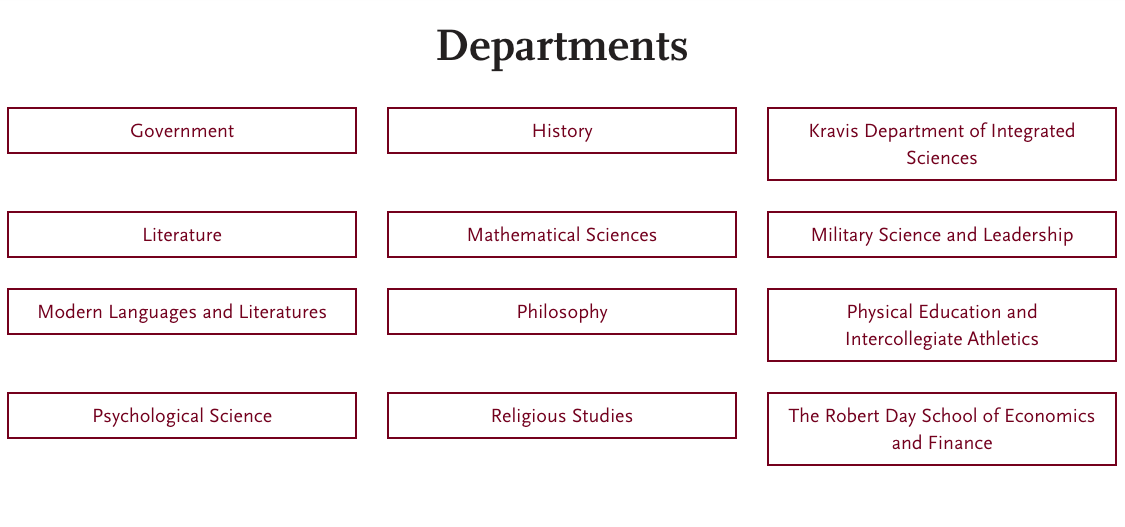 Departments
Government
History
Kravis Department of Integrated
Sciences
Literature
Mathematical Sciences
Military Science and Leadership
Modern Languages and Literatures
Philosophy
Physical Education and
Intercollegiate Athletics
Psychological Science
Religious Studies
The Robert Day School of Economics
and Finance